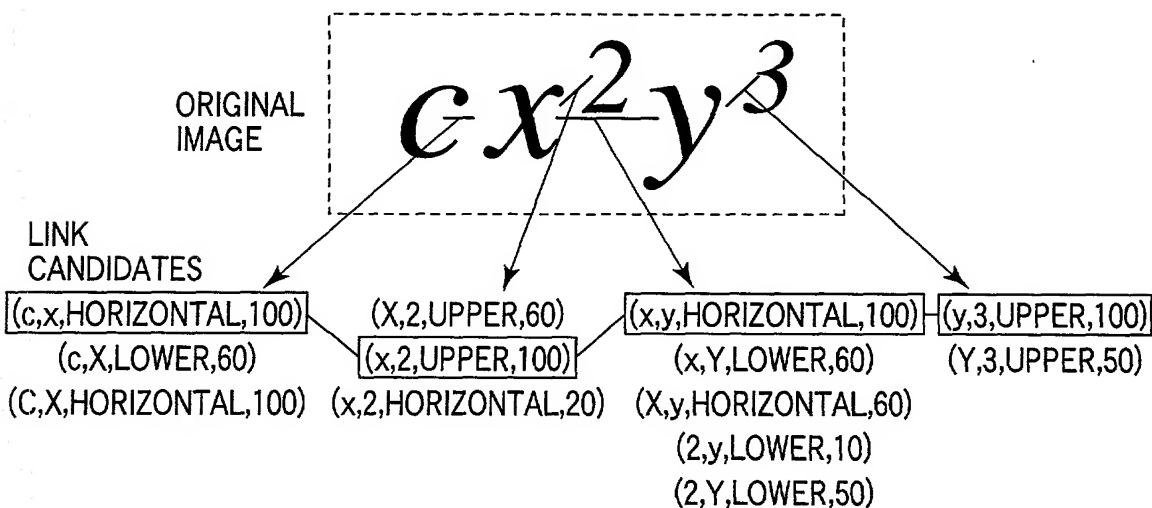 ORIGINAL
IMAGE
cx²y³
LINK
CANDIDATES
(c,x,HORIZONTAL,100) (X,2,UPPER,60) (x,y,HORIZONTAL,100) (y,3,UPPER,100)
(c,X,LOWER,60) (x,2,UPPER,100) (x,Y,LOWER,60) (Y,3,UPPER,50)
(C,X,HORIZONTAL,100) (x,2,HORIZONTAL,20) (X,y,HORIZONTAL,60)
(2,y,LOWER,10)
(2,Y,LOWER,50)